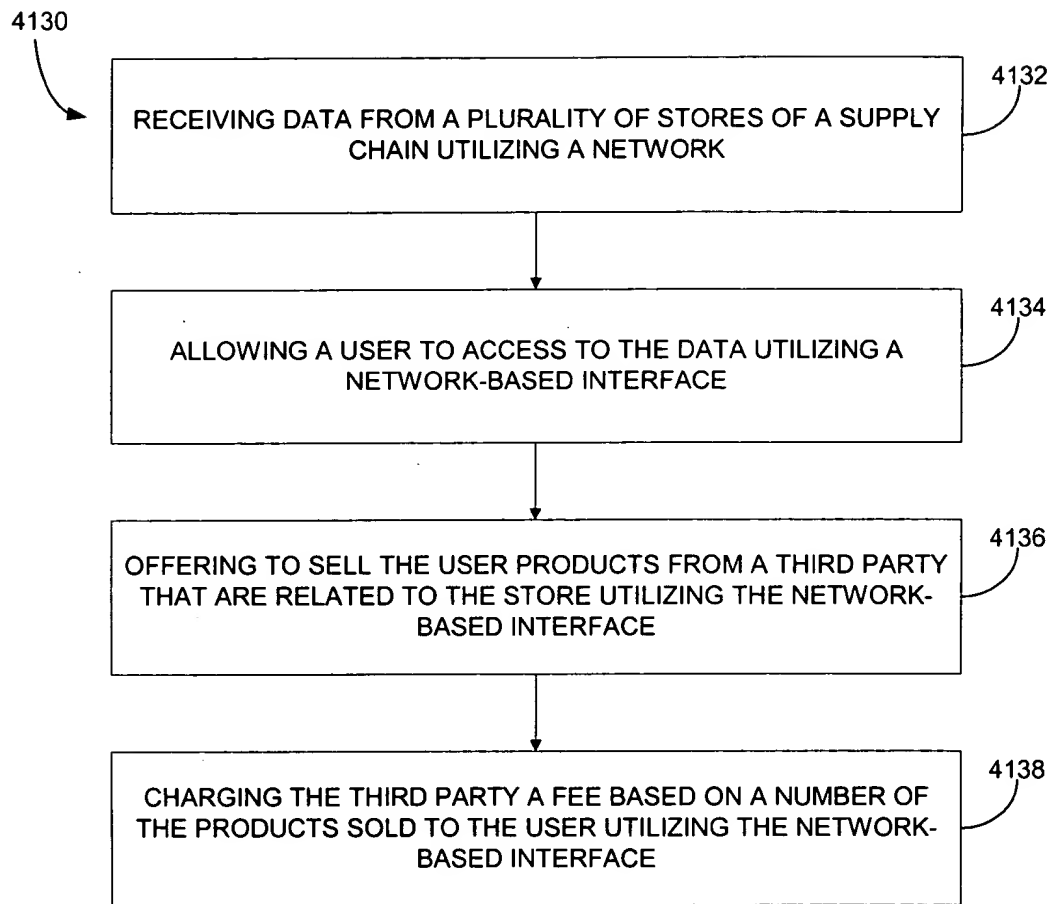 4130
4132
RECEIVING DATA FROM A PLURALITY OF STORES OF A SUPPLY
CHAIN UTILIZING A NETWORK
4134
ALLOWING A USER TO ACCESS TO THE DATA UTILIZING A
NETWORK-BASED INTERFACE
4136
OFFERING TO SELL THE USER PRODUCTS FROM A THIRD PARTY
THAT ARE RELATED TO THE STORE UTILIZING THE NETWORK-
BASED INTERFACE
4138
CHARGING THE THIRD PARTY A FEE BASED ON A NUMBER OF
THE PRODUCTS SOLD TO THE USER UTILIZING THE NETWORK-
BASED INTERFACE